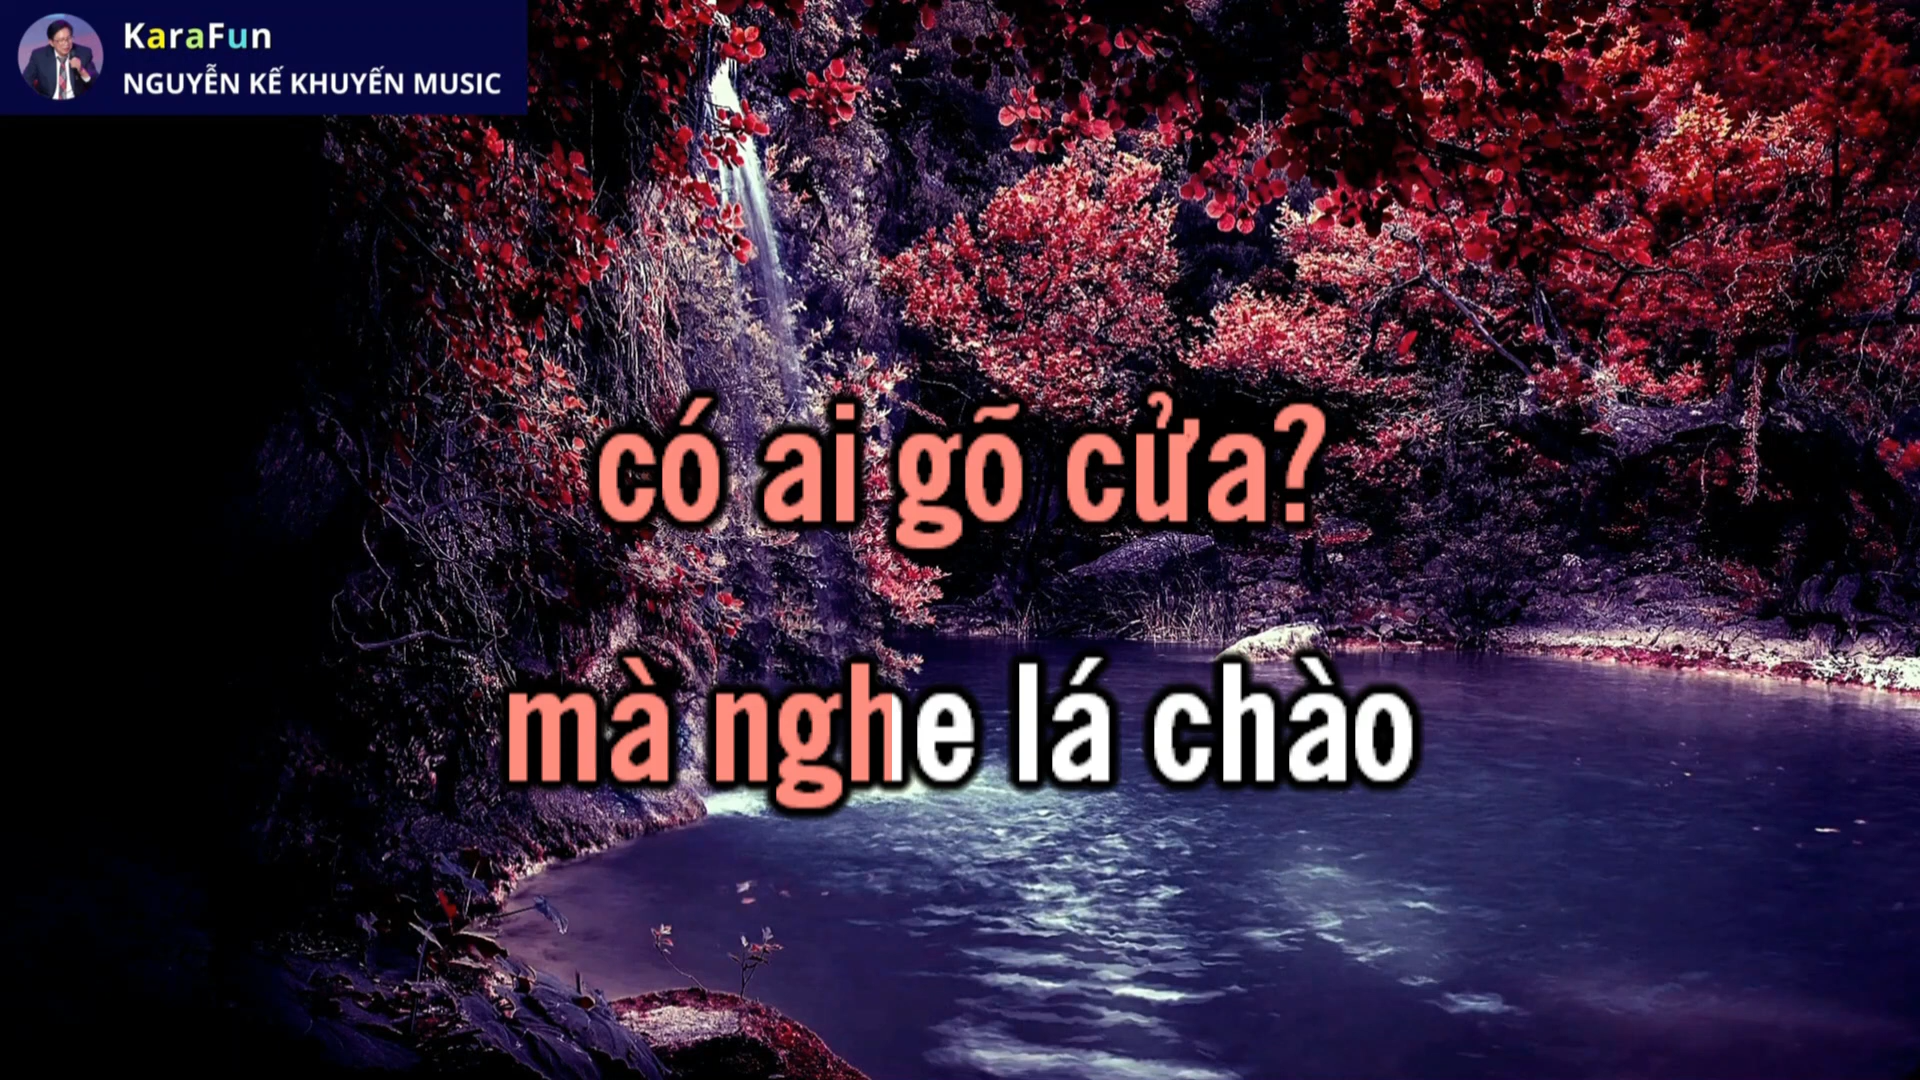 KaraFun
NGUYỄN KẾ KHUYẾN MUSIC
có ai gõ cửa?
mà nghe lá chào